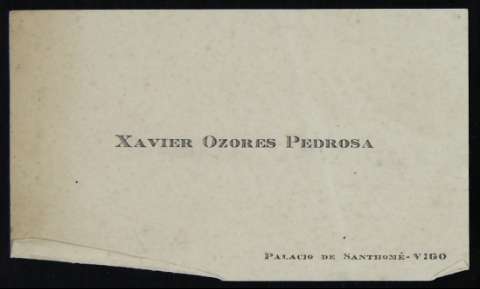 Xavier Ozores Pedrosa
Palacio de Santhomé-VIGO